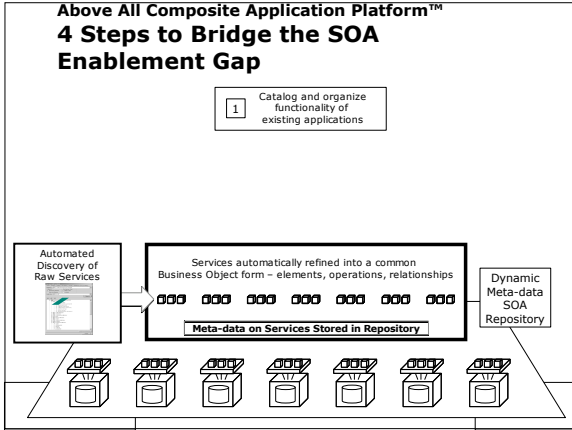 Above All Composite Application Platform™
4 Steps to Bridge the SOA
Enablement Gap
1
Catalog and organize
functionality of
existing applications
Automated
Discovery of
Raw Services
Services automatically refined into a common
Business Object form – elements, operations, relationships
Meta-data on Services Stored in Repository
Dynamic
Meta-data
SOA
Repository